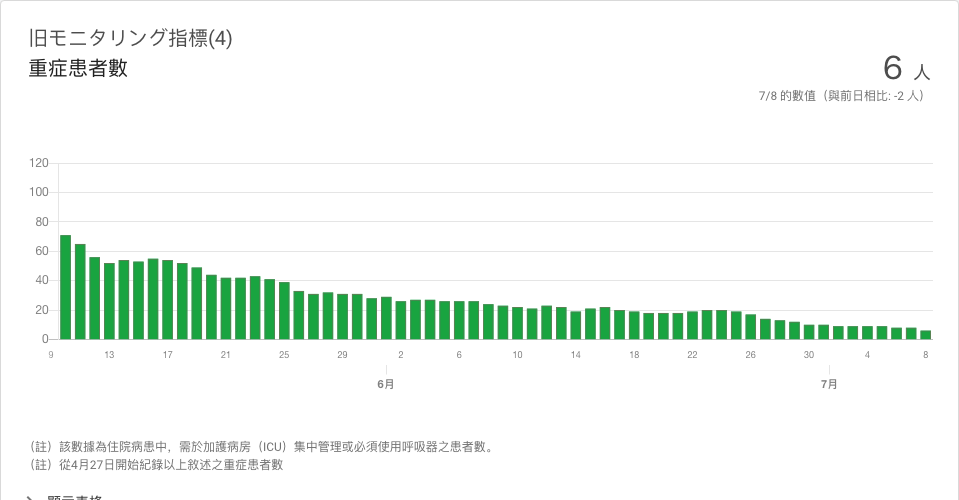 旧モニタリング指標(4)
重症患者數
6 人
7/8 的數值（與前日相比: -2 人）
120
100
80
60
40
20
0
9 13 17 21 25 29 2 6 10 14 18 22 26 30 4 8
6月 7月
（註）該數據為住院病患中，需於加護病房（ICU）集中管理或必須使用呼吸器之患者數。
（註）從4月27日開始紀錄以上敘述之重症患者數
顯示表格